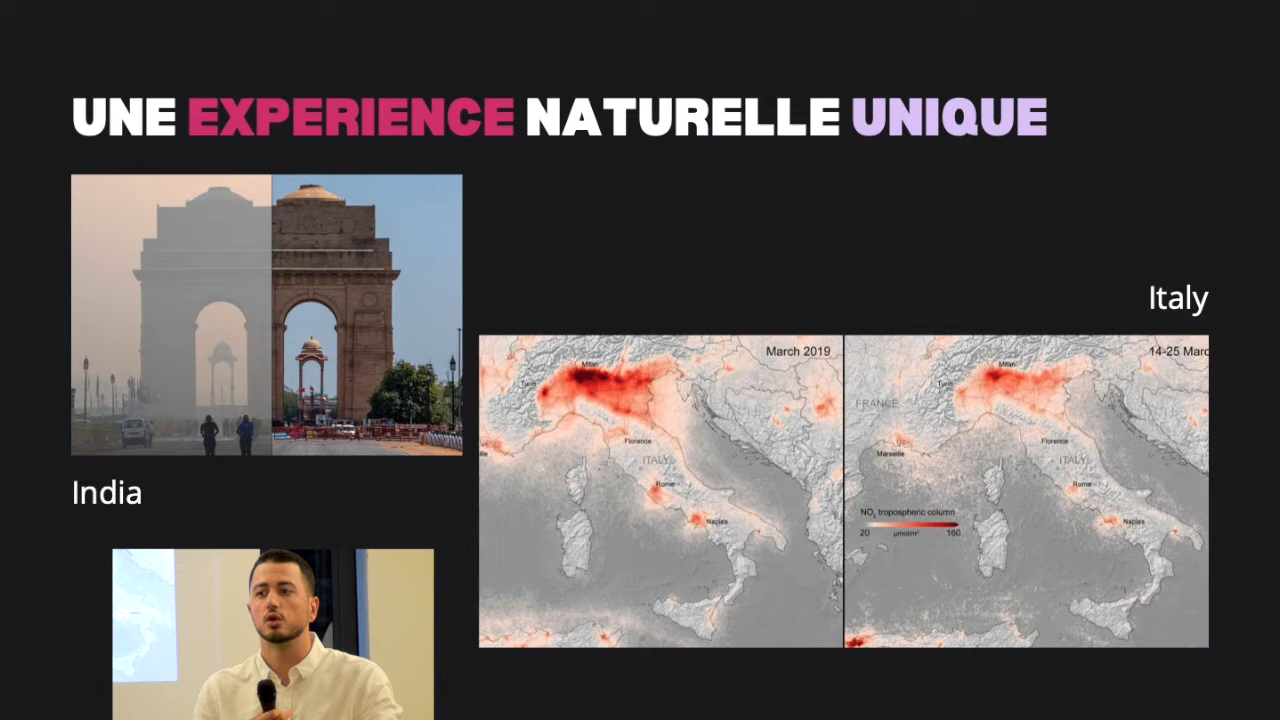 UNE EXPERIENCE NATURELLE UNIQUE
Italy
March 2019
14-25 Marc
Milan
Turin
Florence
ITALY
Rome
Naples
Milan
Turin
FRANCE
Marseille
Florence
ITALY
Rome
Naples
NO₂ tropospheric column
20 µmol/m² 160
India